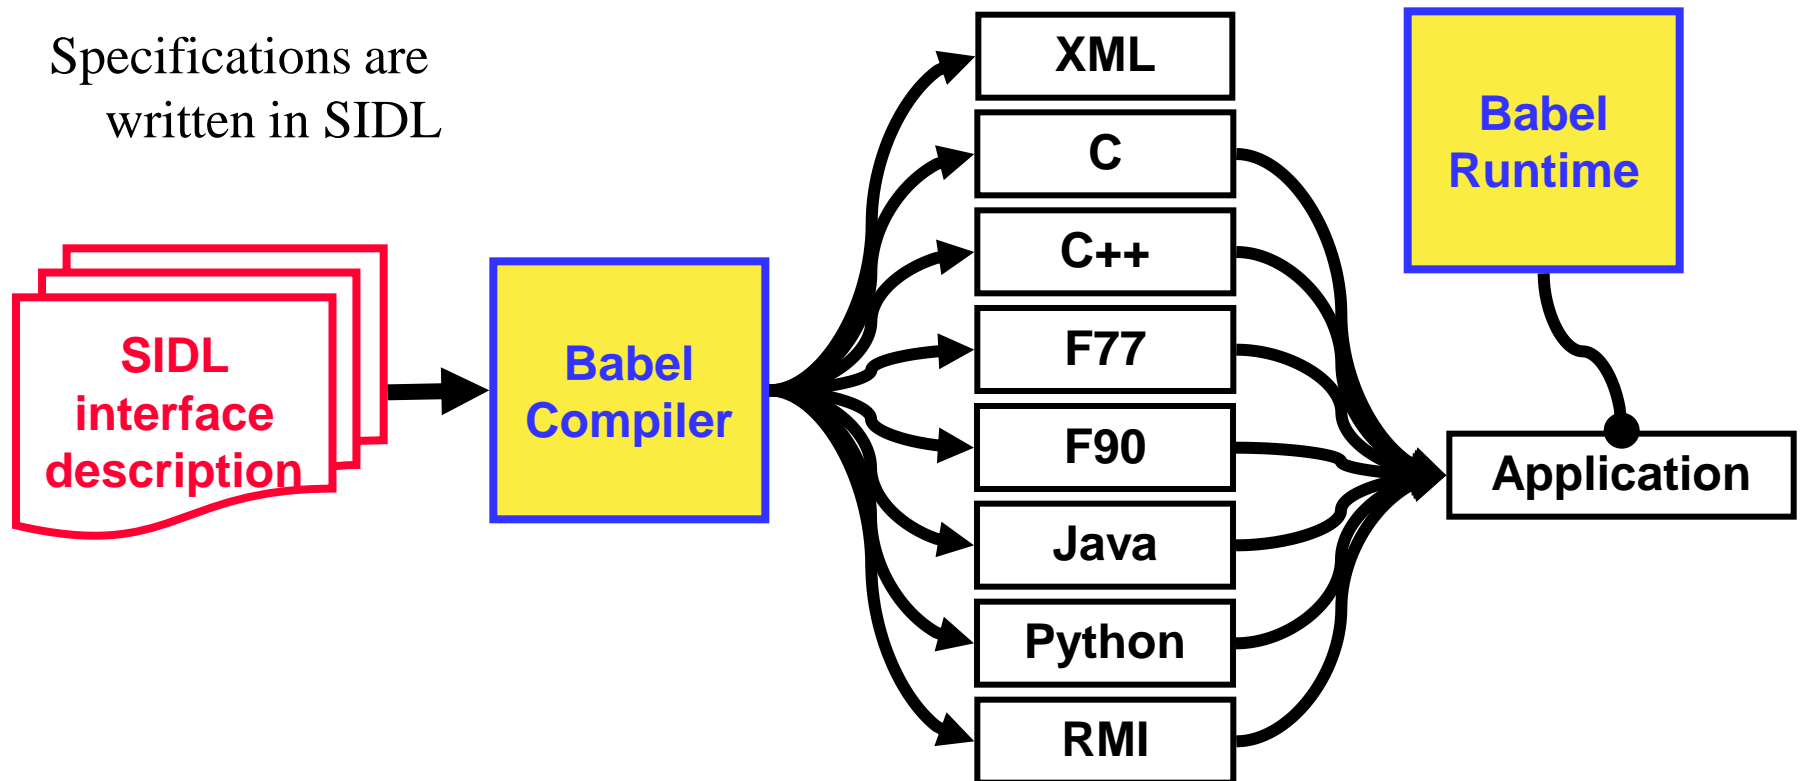 Specifications are
written in SIDL
SIDL
interface
description
Babel
Compiler
XML
C
C++
F77
F90
Java
Python
RMI
Babel
Runtime
Application